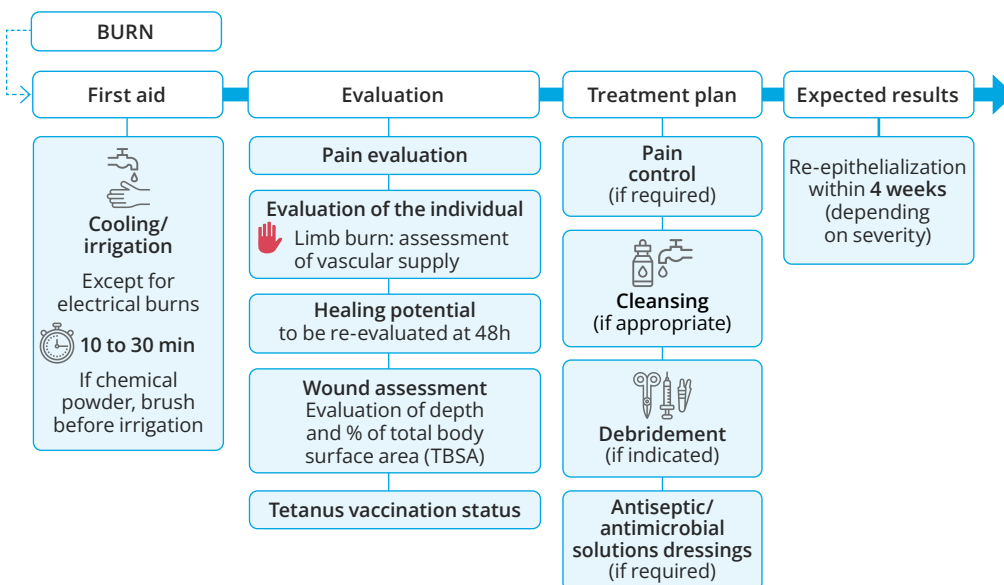 BURN
First aid
Evaluation
Treatment plan
Expected results
Cooling/
irrigation
Except for
electrical burns
10 to 30 min
If chemical
powder, brush
before irrigation
Pain evaluation
Evaluation of the individual
Limb burn: assessment
of vascular supply
Healing potential
to be re-evaluated at 48h
Wound assessment
Evaluation of depth
and % of total body
surface area (TBSA)
Tetanus vaccination status
Pain
control
(if required)
Cleansing
(if appropriate)
Debridement
(if indicated)
Antiseptic/
antimicrobial
solutions dressings
(if required)
Re-epithelialization
within 4 weeks
(depending
on severity)